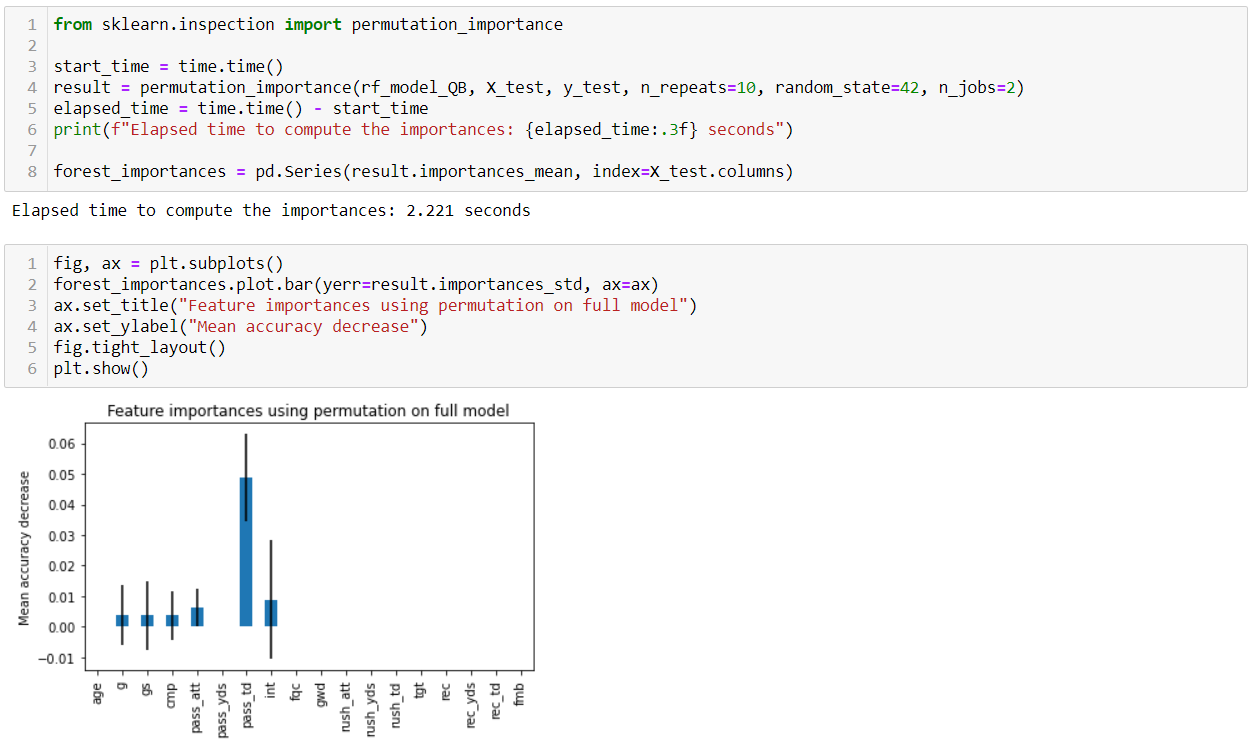 1 from sklearn.inspection import permutation_importance
2
3 start_time = time.time()
4 result = permutation_importance(rf_model_QB, X_test, y_test, n_repeats=10, random_state=42, n_jobs=2)
5 elapsed_time = time.time() - start_time
6 print(f"Elapsed time to compute the importances: {elapsed_time:.3f} seconds")
7
8 forest_importances = pd.Series(result.importances_mean, index=X_test.columns)
Elapsed time to compute the importances: 2.221 seconds
1 fig, ax = plt.subplots()
2 forest_importances.plot.bar(yerr=result.importances_std, ax=ax)
3 ax.set_title("Feature importances using permutation on full model")
4 ax.set_ylabel("Mean accuracy decrease")
5 fig.tight_layout()
6 plt.show()
Feature importances using permutation on full model
Mean accuracy decrease
0.06
0.05
0.04
0.03
0.02
0.01
0.00
−0.01
age
g
gs
cmp
pass_att
pass_yds
pass_td
int
fqc
gwd
rush_att
rush_yds
rush_td
tgt
rec
rec_yds
rec_td
fmb